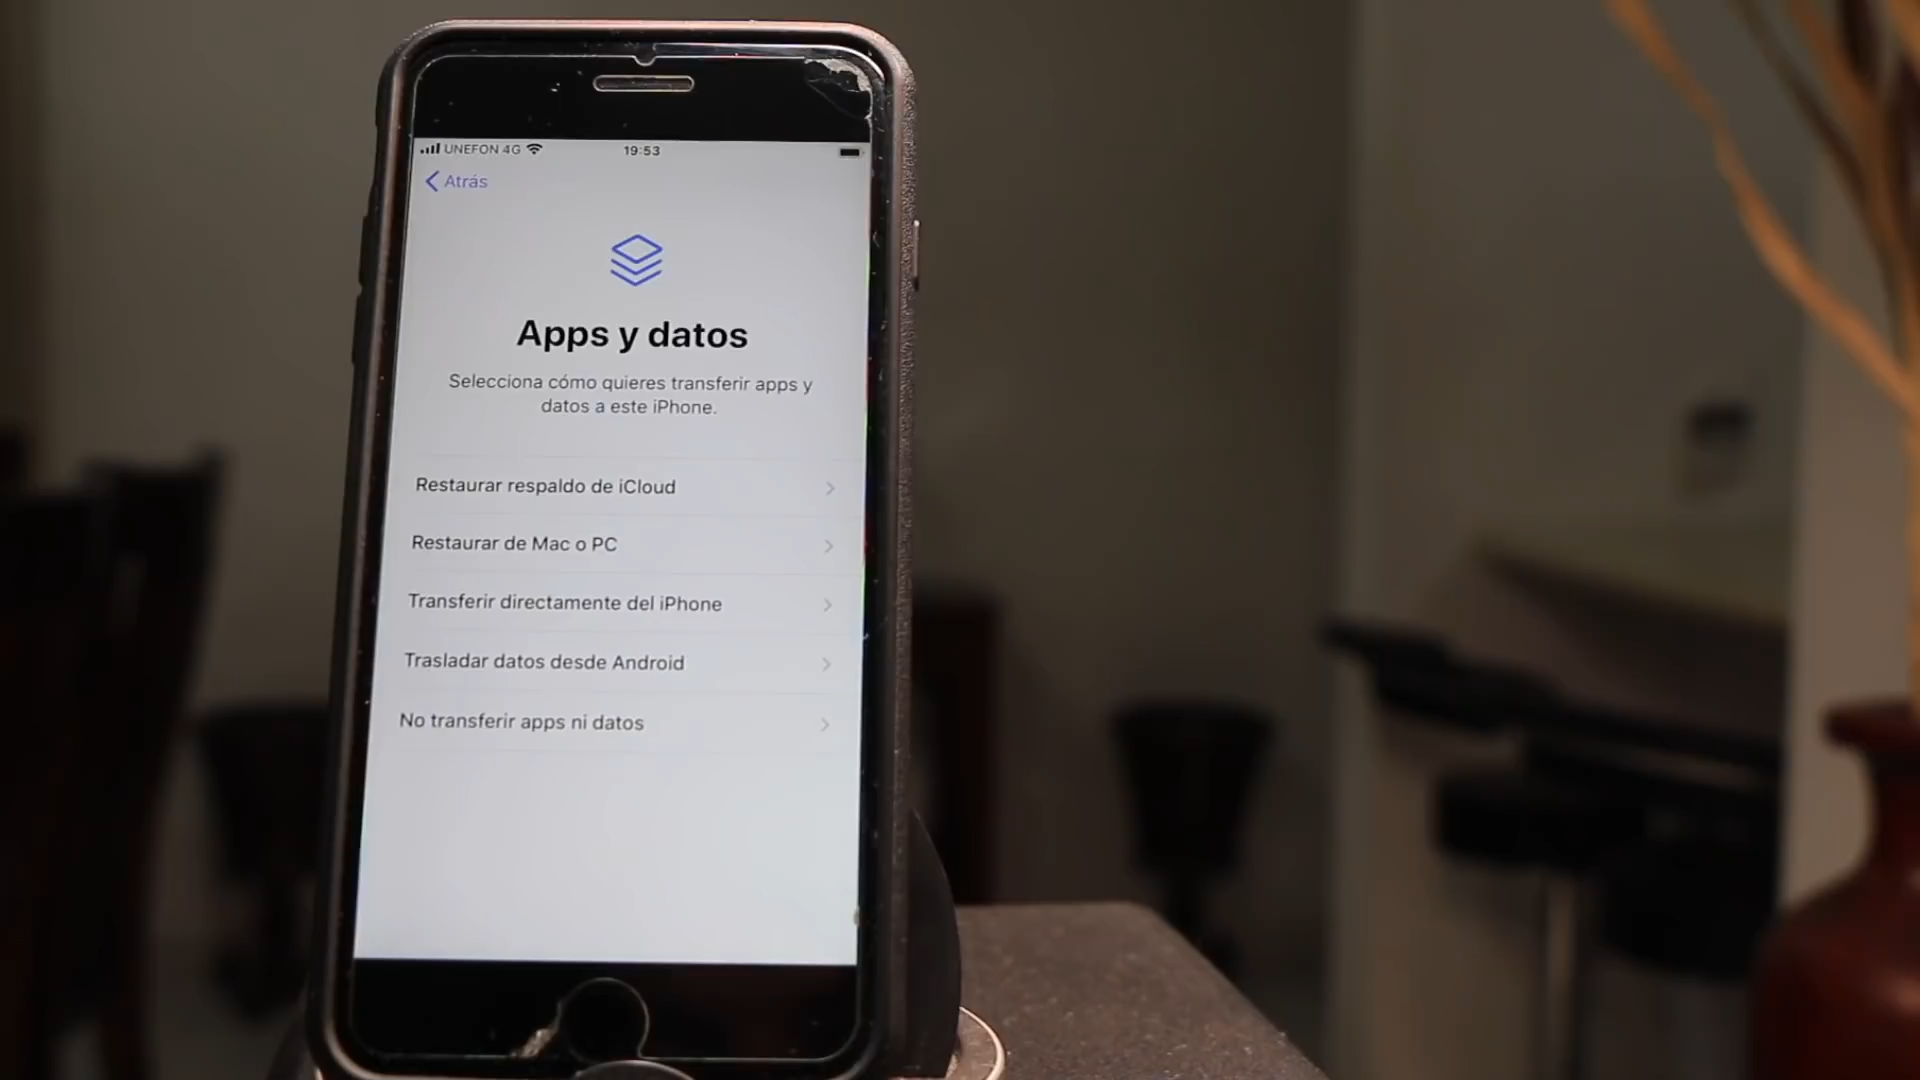 UNEFON 4G
19:53
Atrás
Apps y datos
Selecciona cómo quieres transferir apps y
datos a este iPhone.
Restaurar respaldo de iCloud
Restaurar de Mac o PC
Transferir directamente del iPhone
Trasladar datos desde Android
No transferir apps ni datos